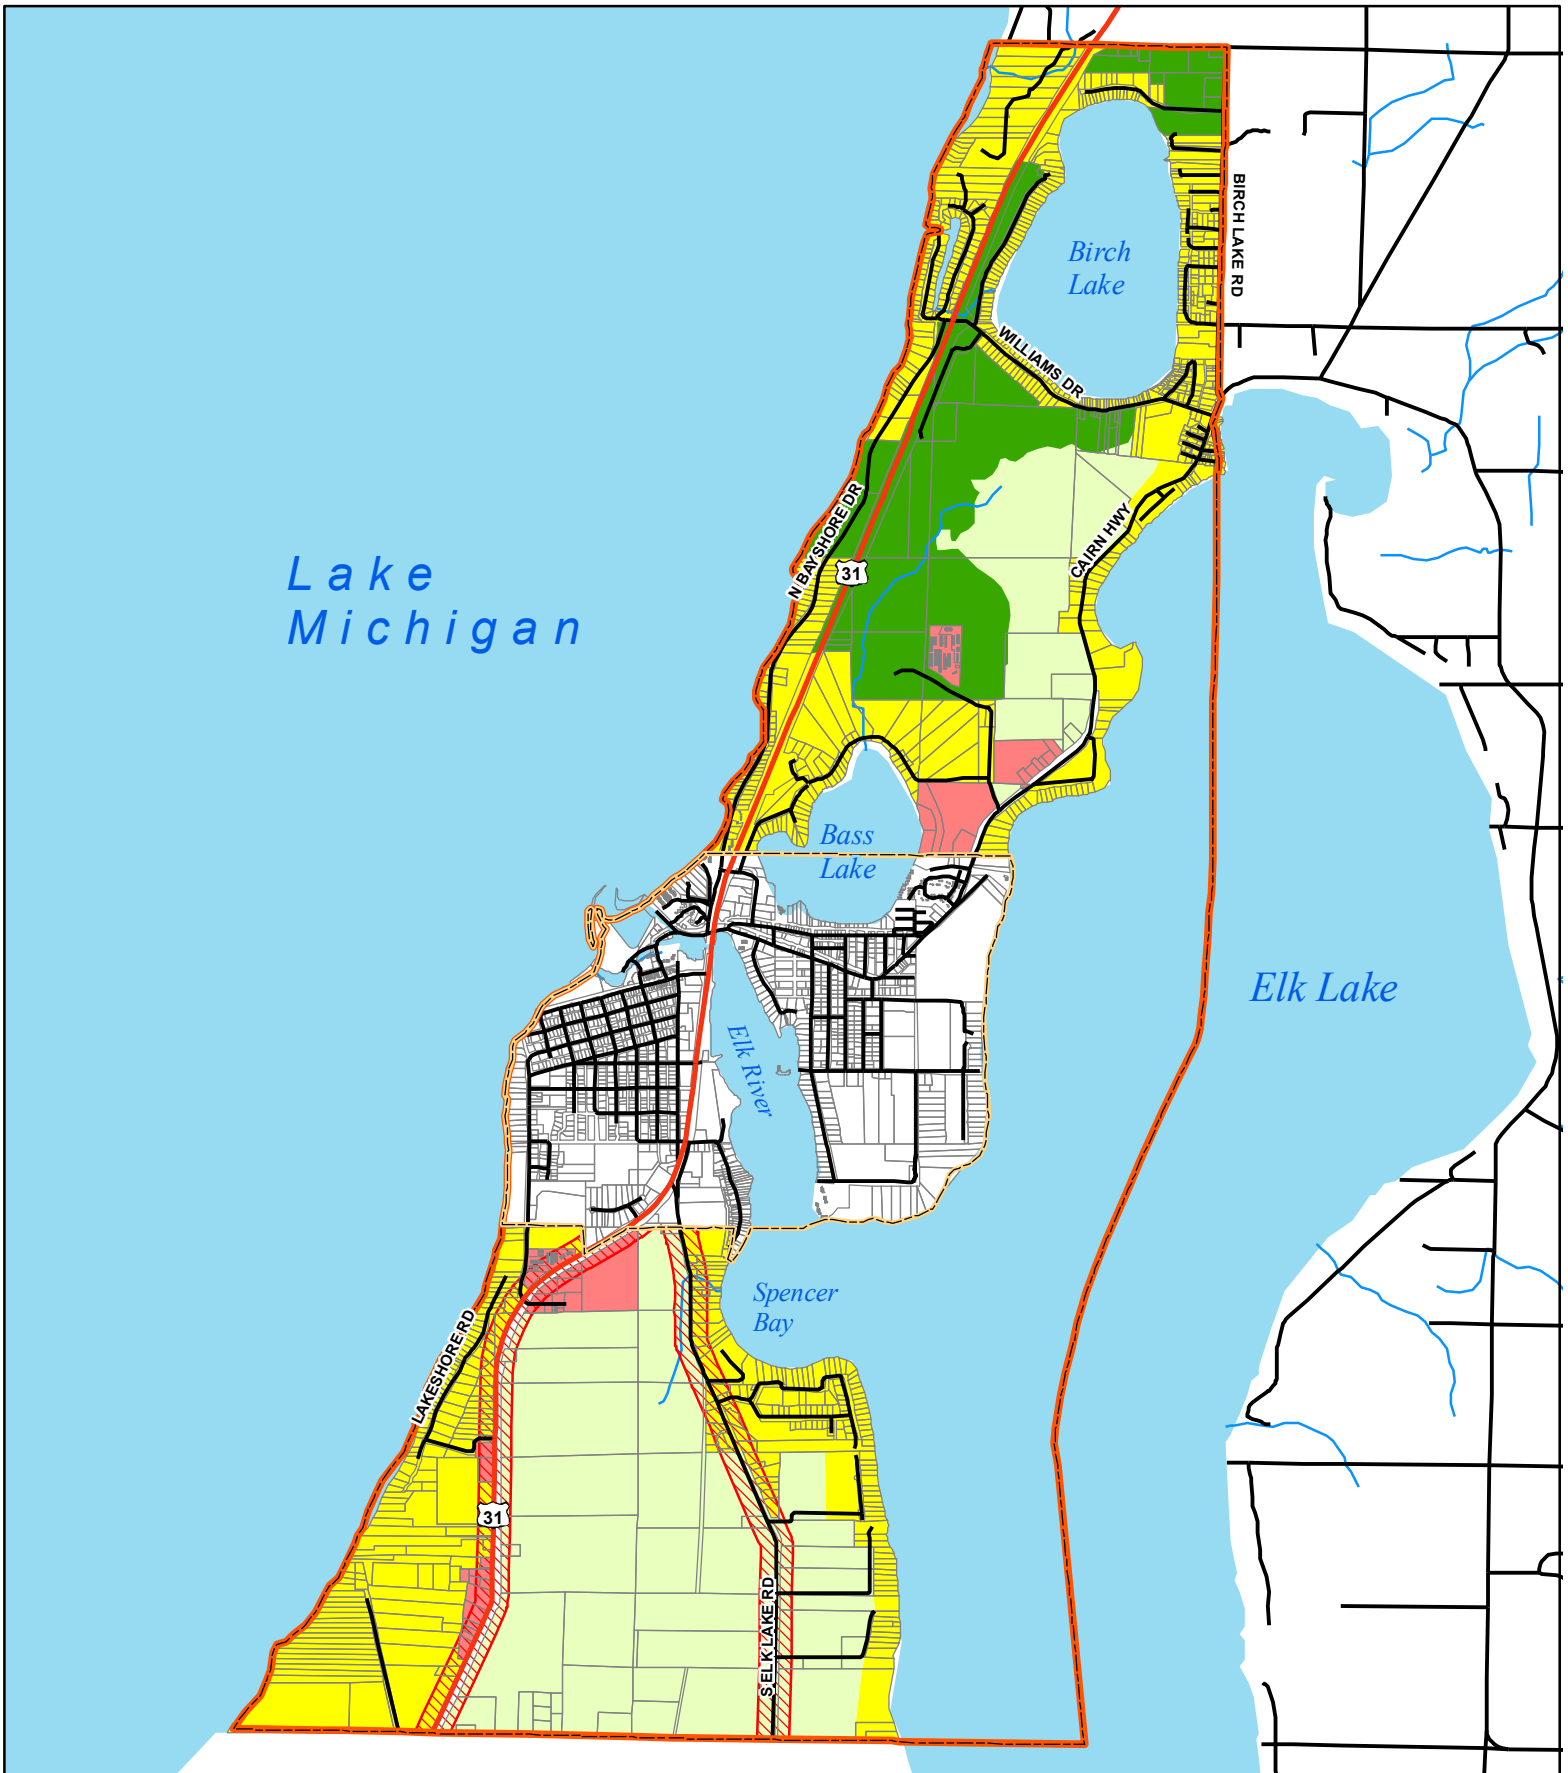 BIRCH LAKE RD
Birch
Lake
WILLIAMS DR
N BAYSHORE DR
CAIRN HWY
31
Lake
Michigan
Bass
Lake
Elk Lake
Elk River
Spencer
Bay
LAKESHORE RD
31
S ELK LAKE RD